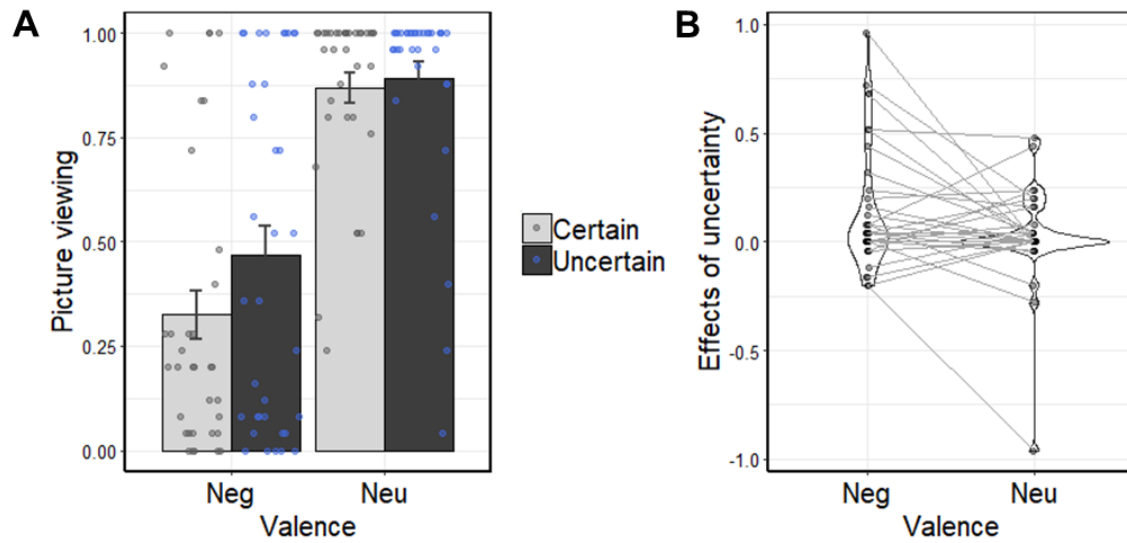 A
Picture viewing
1.00
0.75
0.50
0.25
0.00
Neg Neu
Valence
Certain
Uncertain
B
Effects of uncertainty
1.0
0.5
0.0
-0.5
-1.0
Neg Neu
Valence